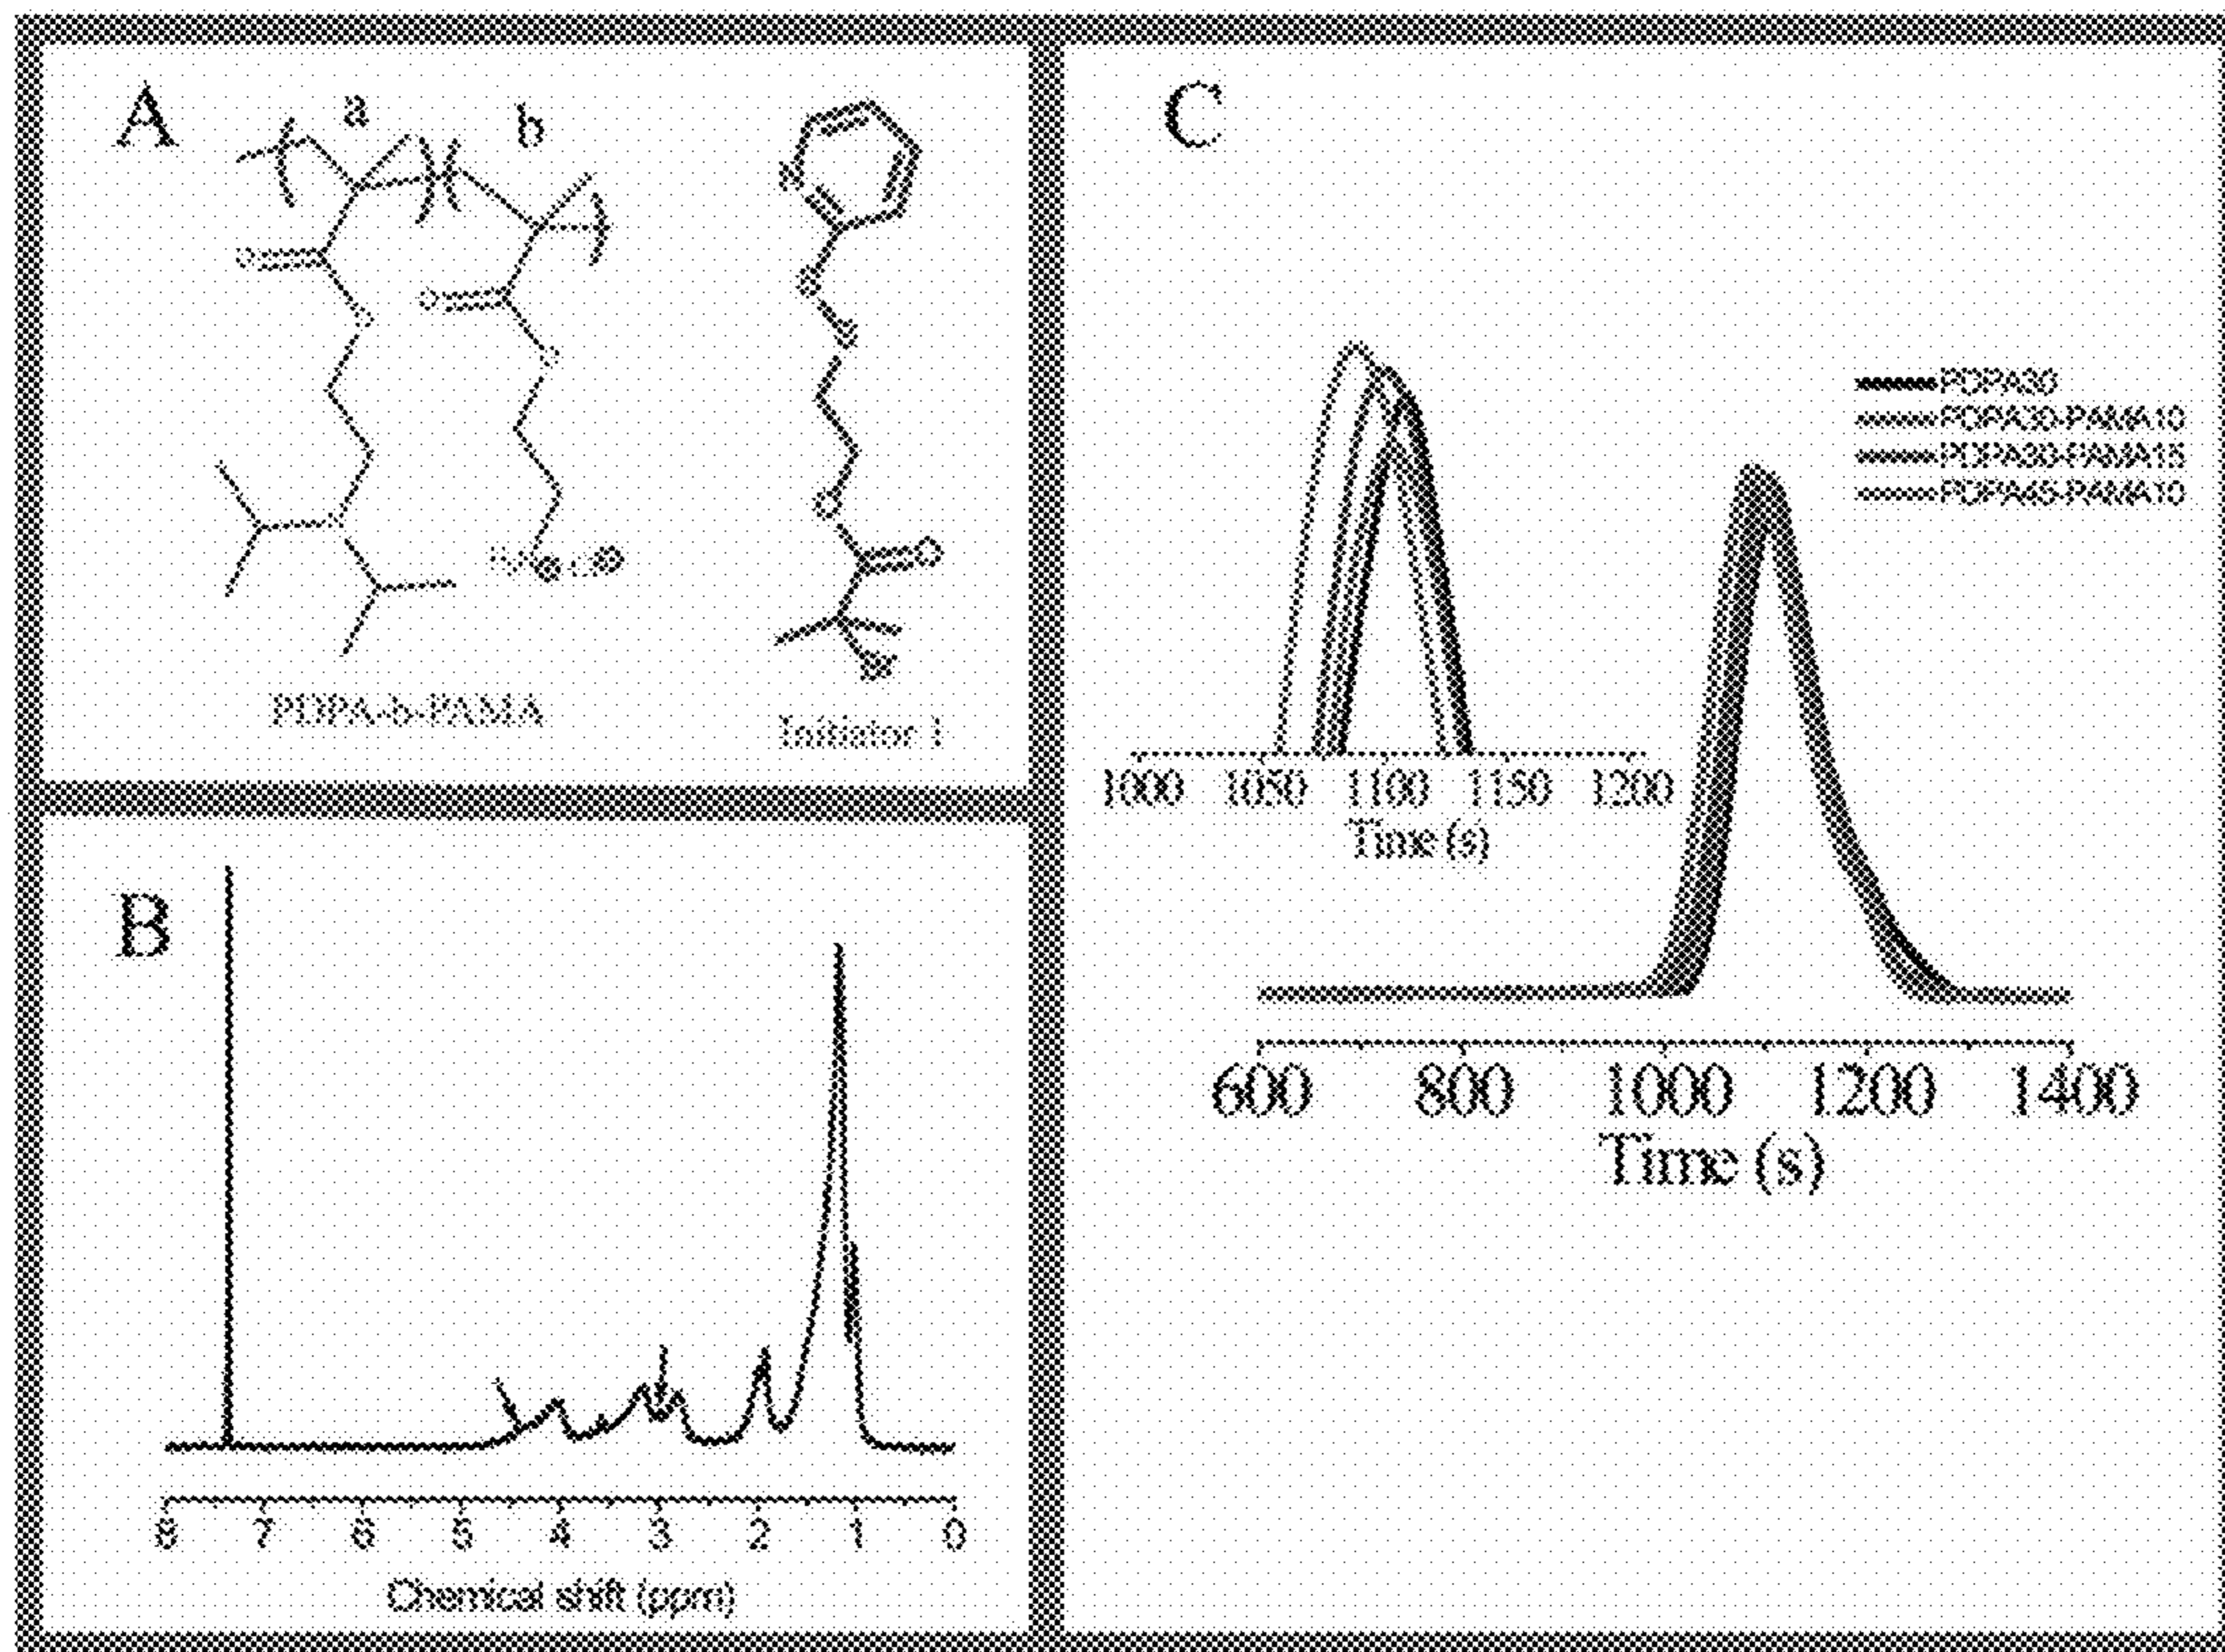 A
a
b
O
O
O
O
N
PDPA-b-PAMA
N
S
S
O
O
Br
Initiator 1
B
8 7 6 5 4 3 2 1 0
Chemical shift (ppm)
C
PDPA30
PDPA30-PAMA10
PDPA30-PAMA15
PDPA45-PAMA10
1000 1050 1100 1150 1200
Time (s)
600 800 1000 1200 1400
Time (s)